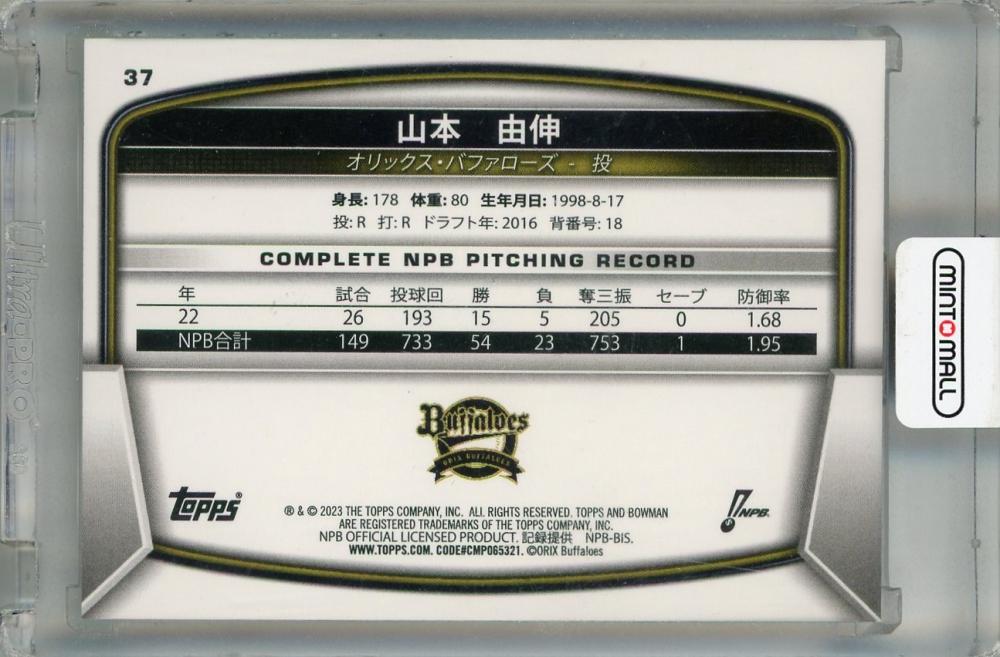 37
山本　由伸
オリックス・バファローズ - 投
身長: 178 体重: 80 生年月日: 1998-8-17
投: R 打: R ドラフト年: 2016 背番号: 18
COMPLETE NPB PITCHING RECORD
年 試合 投球回 勝 負 奪三振 セーブ 防御率
22 26 193 15 5 205 0 1.68
NPB合計 149 733 54 23 753 1 1.95
Buffaloes
ORIX BUFFALOES
topps®
® & © 2023 THE TOPPS COMPANY, INC. ALL RIGHTS RESERVED. TOPPS AND BOWMAN
ARE REGISTERED TRADEMARKS OF THE TOPPS COMPANY, INC.
NPB OFFICIAL LICENSED PRODUCT. 記録提供 NPB-BIS.
WWW.TOPPS.COM. CODE#CMP065321. ©ORIX Buffaloes
NPB
MINT MALL
Ultra PRO